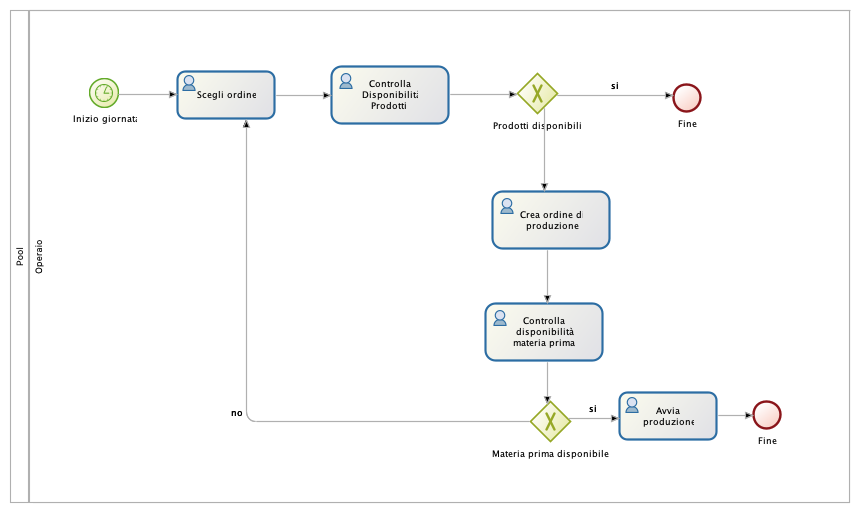 Pool
Operaio
Inizio giornata
Scegli ordine
Controlla
Disponibilità
Prodotti
Prodotti disponibili
si
Fine
Crea ordine di
produzione
Controlla
disponibilità
materia prima
no
Materia prima disponibile
si
Avvia
produzione
Fine